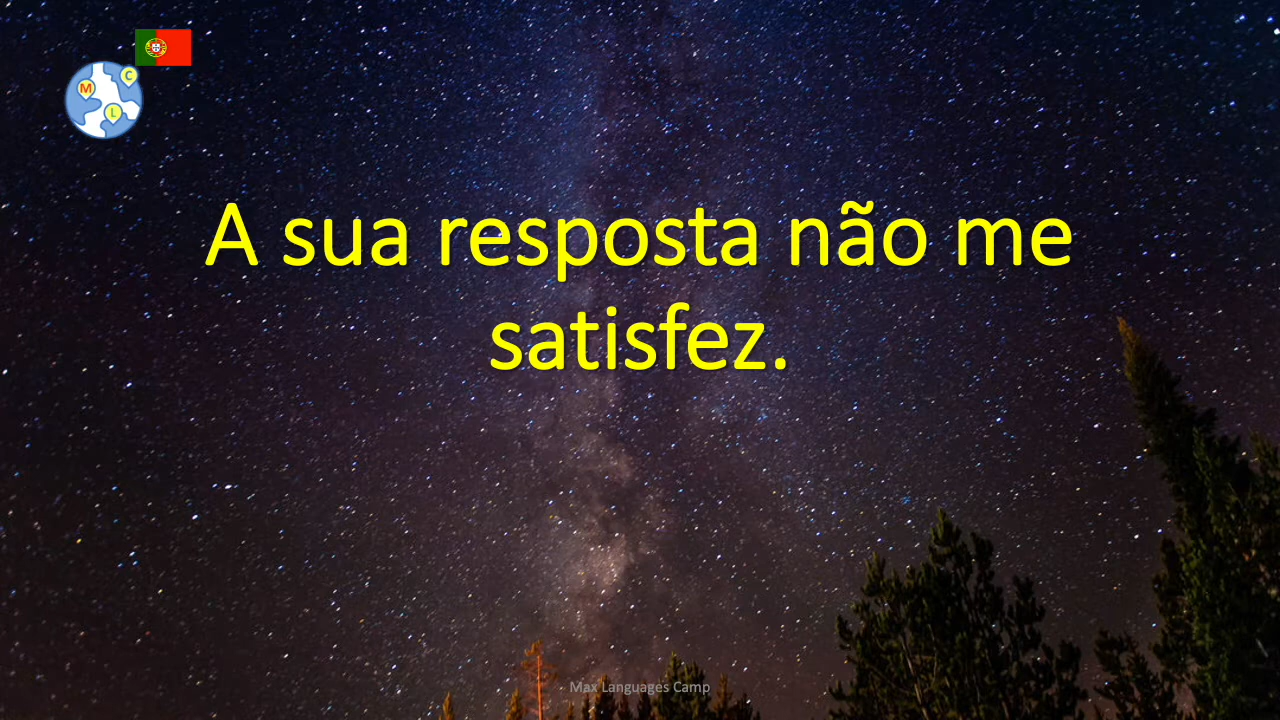 C
M
L
A sua resposta não me
satisfez.
Max Languages Camp